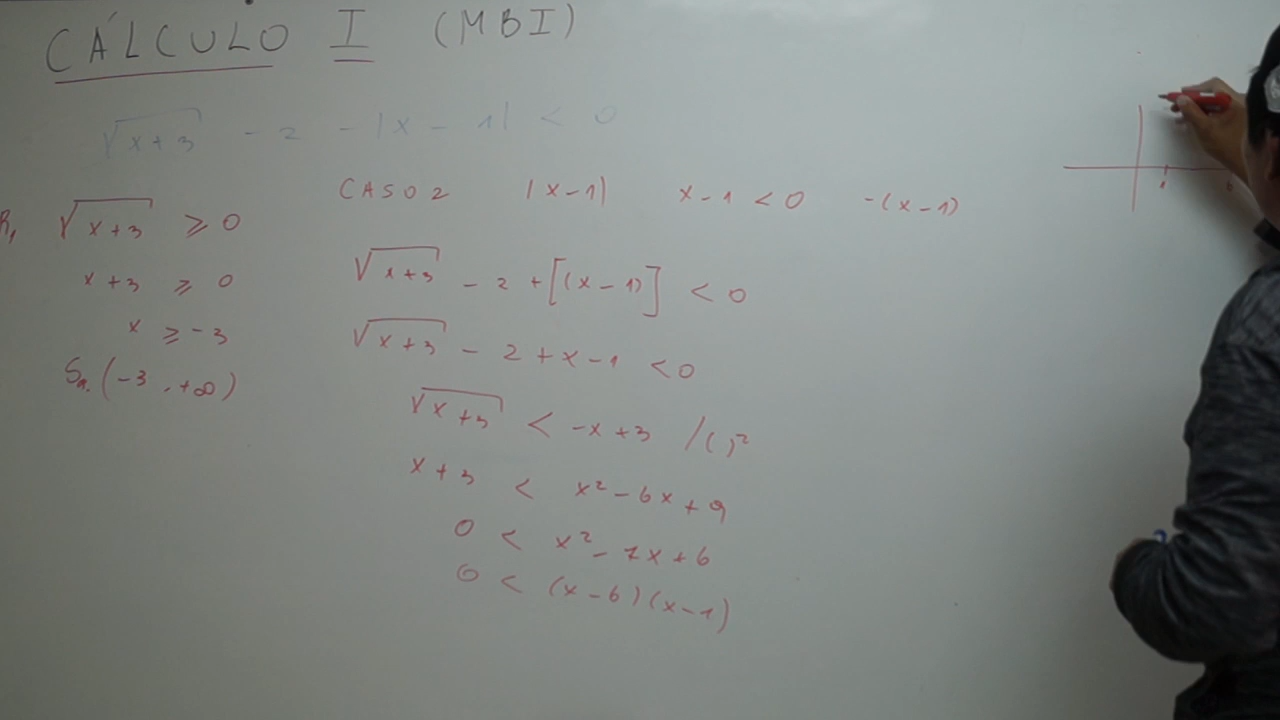 CÁLCULO I (MBI)
√(x+3) - 2 - |x - 1| < 0
R₁ √(x+3) ≥ 0
x + 3 ≥ 0
x ≥ -3
S₁. (-3, +∞)
CASO 2 |x-1| x-1 < 0 -(x-1)
√(x+3) - 2 + [(x-1)] < 0
√(x+3) - 2 + x - 1 < 0
√(x+3) < -x + 3 /( )²
x + 3 < x² - 6x + 9
0 < x² - 7x + 6
0 < (x-6)(x-1)
1 6